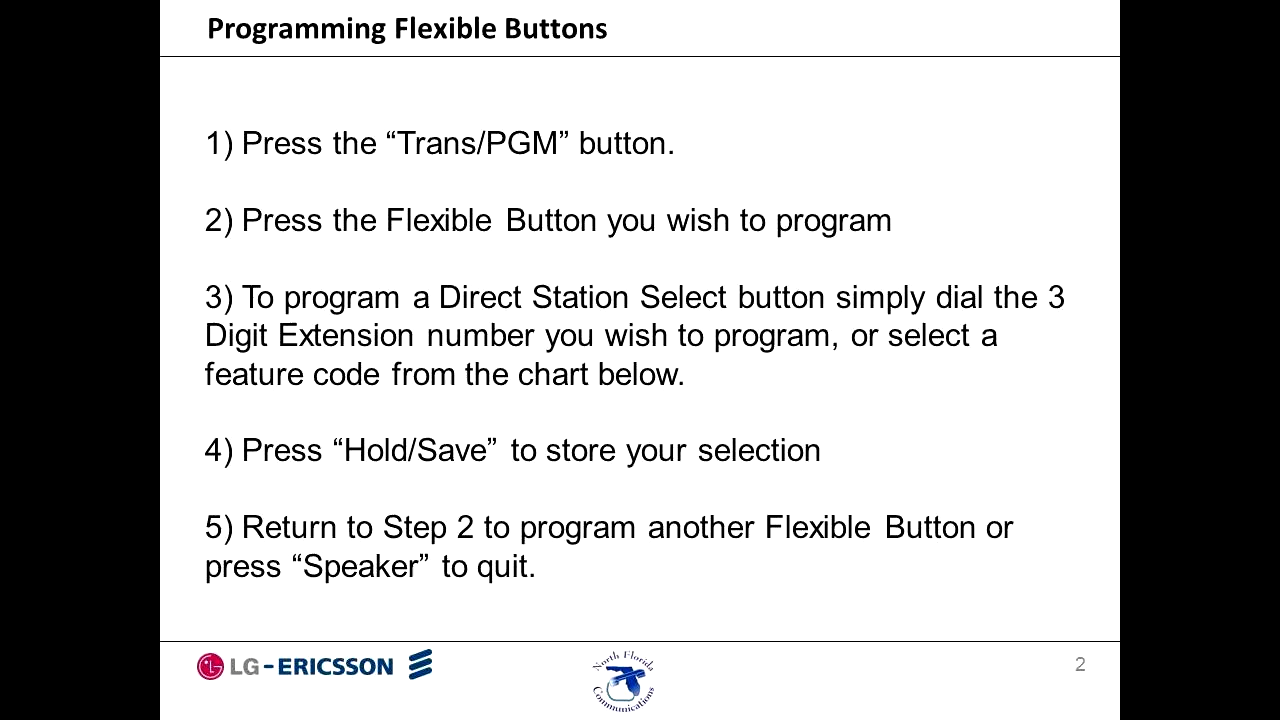 Programming Flexible Buttons
1) Press the “Trans/PGM” button.
2) Press the Flexible Button you wish to program
3) To program a Direct Station Select button simply dial the 3
Digit Extension number you wish to program, or select a
feature code from the chart below.
4) Press “Hold/Save” to store your selection
5) Return to Step 2 to program another Flexible Button or
press “Speaker” to quit.
LG-ERICSSON
North Florida
Communications
2